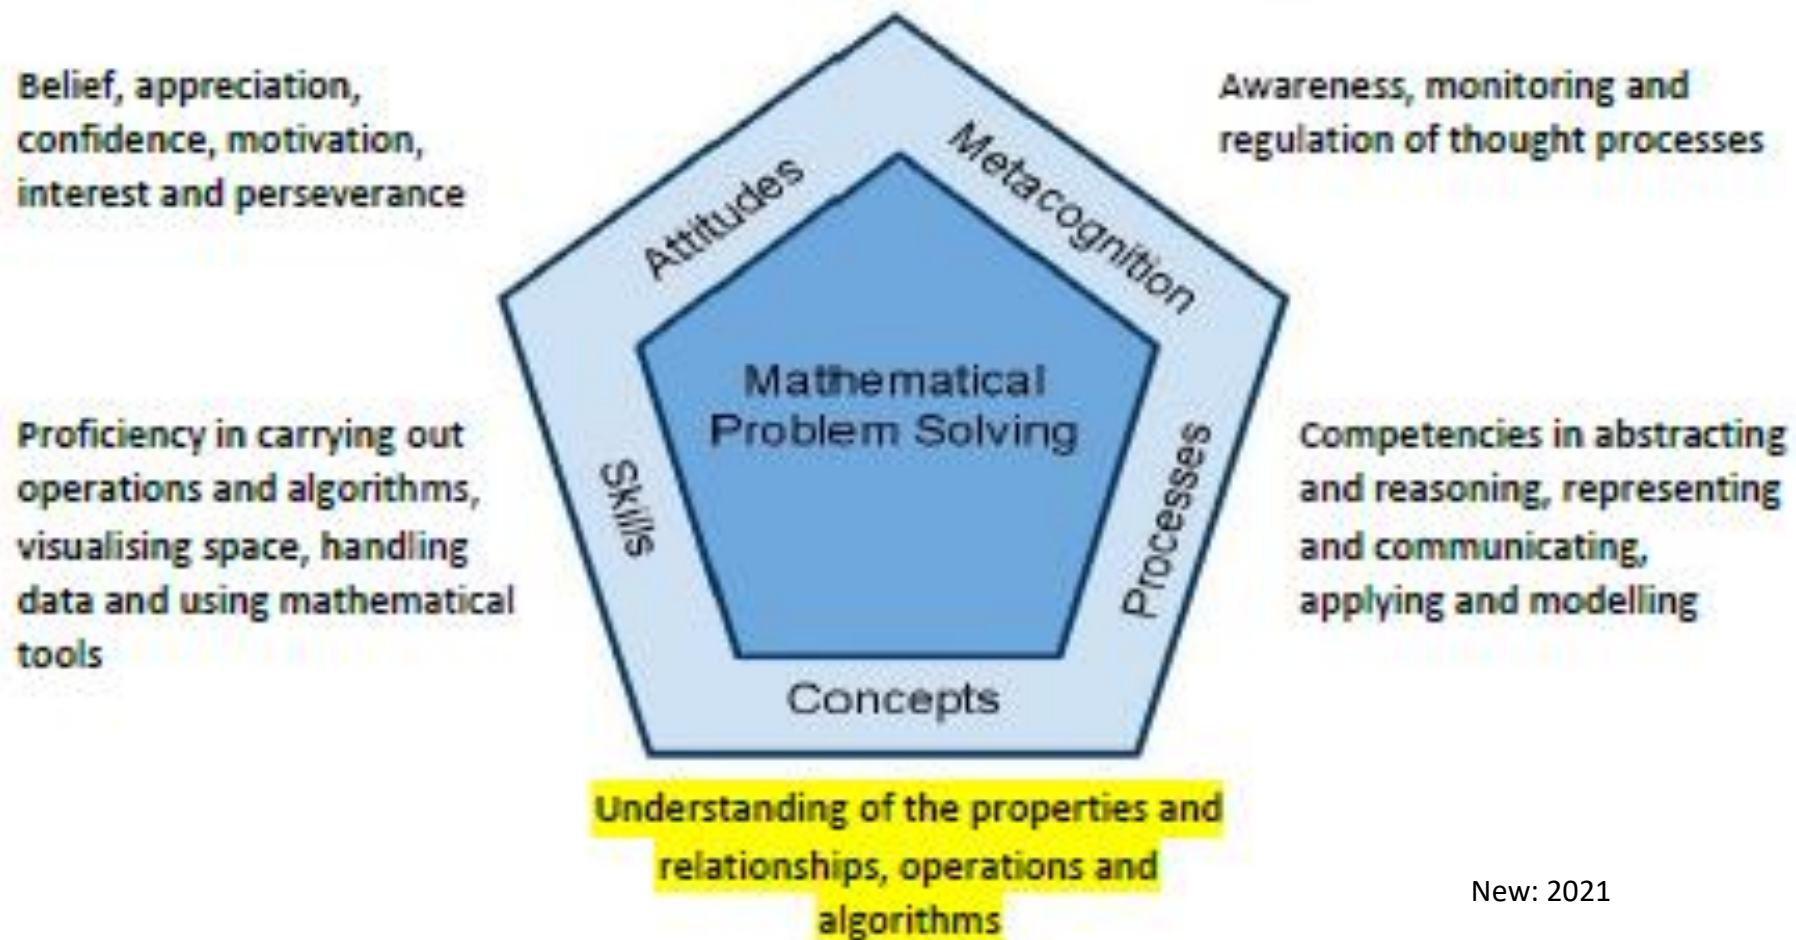 Belief, appreciation,
confidence, motivation,
interest and perseverance
Attitudes
Metacognition
Awareness, monitoring and
regulation of thought processes
Mathematical
Problem Solving
Proficiency in carrying out
operations and algorithms,
visualising space, handling
data and using mathematical
tools
Skills
Processes
Competencies in abstracting
and reasoning, representing
and communicating,
applying and modelling
Concepts
Understanding of the properties and
relationships, operations and
algorithms
New: 2021